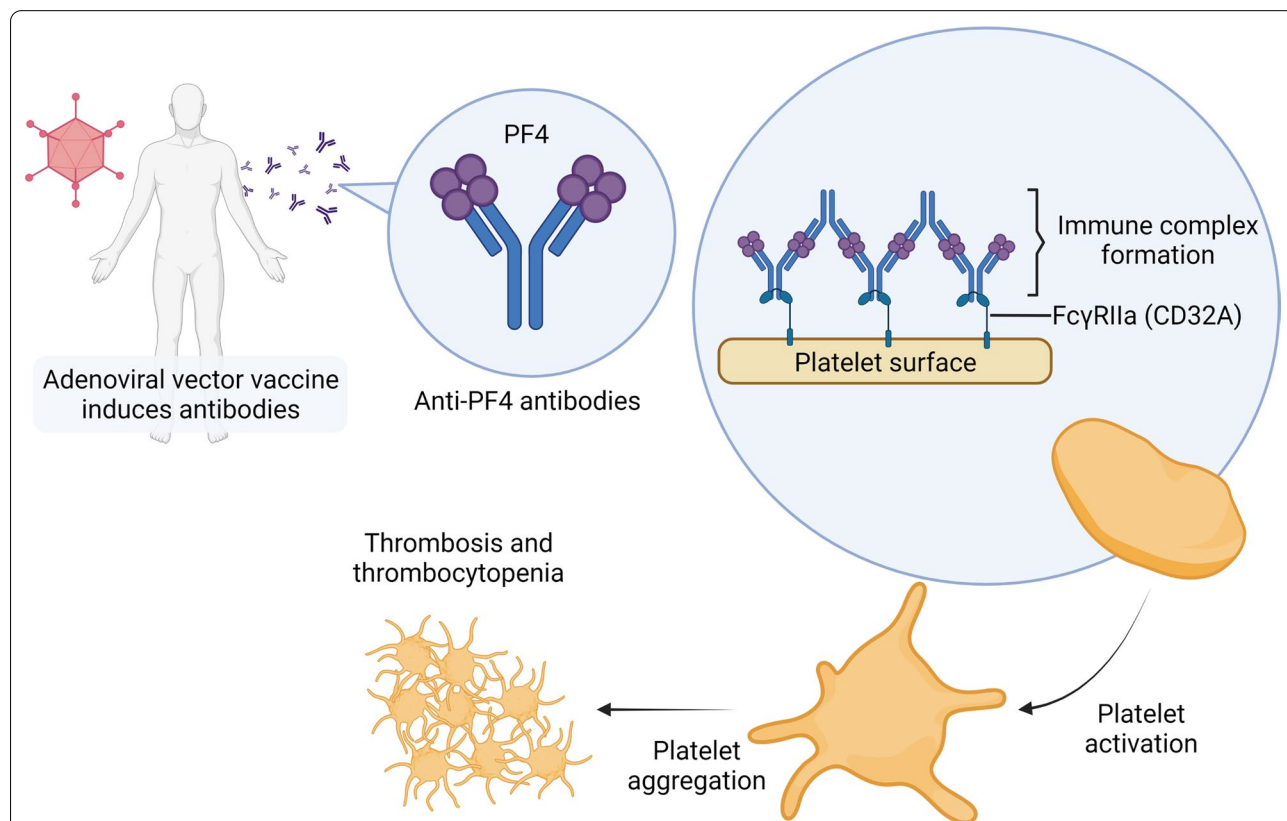 Adenoviral vector vaccine
induces antibodies
PF4
Anti-PF4 antibodies
Immune complex
formation
FcγRIIa (CD32A)
Platelet surface
Platelet
activation
Platelet
aggregation
Thrombosis and
thrombocytopenia